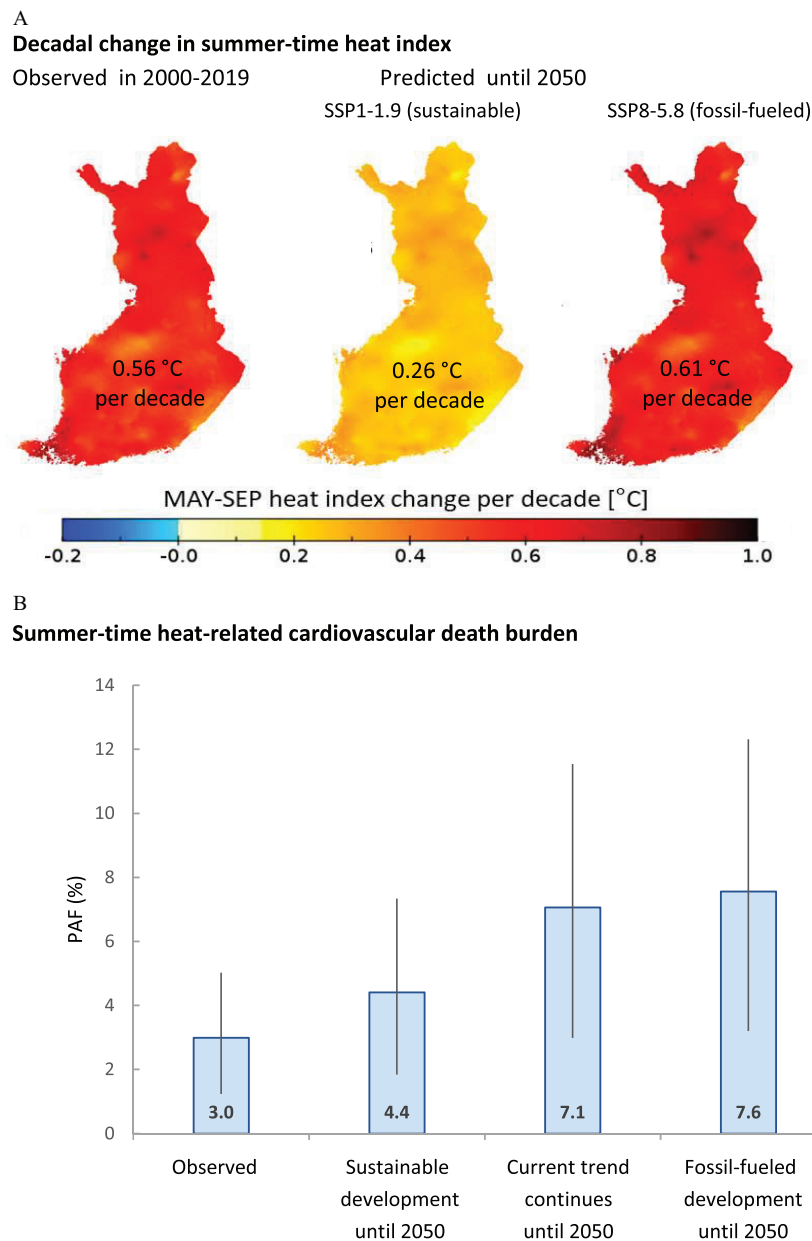 A
Decadal change in summer-time heat index
Observed in 2000-2019
Predicted until 2050
SSP1-1.9 (sustainable)
SSP8-5.8 (fossil-fueled)
0.56 °C
per decade
0.26 °C
per decade
0.61 °C
per decade
MAY-SEP heat index change per decade [°C]
-0.2 -0.0 0.2 0.4 0.6 0.8 1.0
B
Summer-time heat-related cardiovascular death burden
PAF (%)
14
12
10
8
6
4
2
0
3.0
4.4
7.1
7.6
Observed
Sustainable
development
until 2050
Current trend
continues
until 2050
Fossil-fueled
development
until 2050